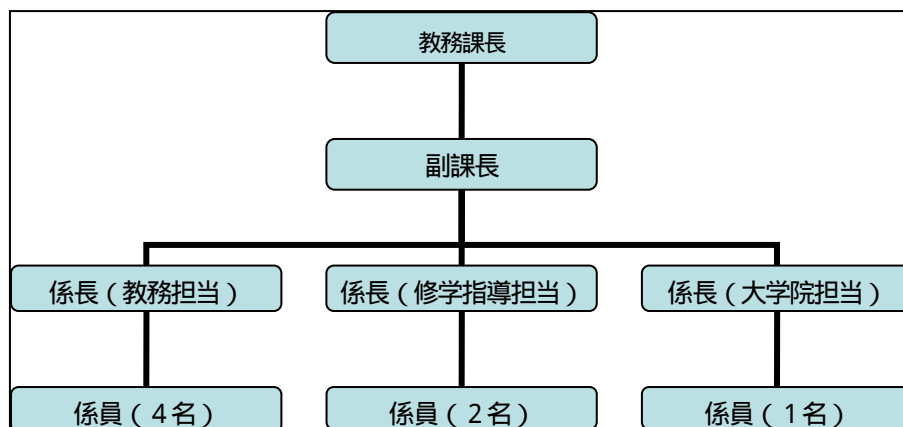 教務課長
副課長
係長（教務担当）
係長（修学指導担当）
係長（大学院担当）
係員（４名）
係員（２名）
係員（１名）